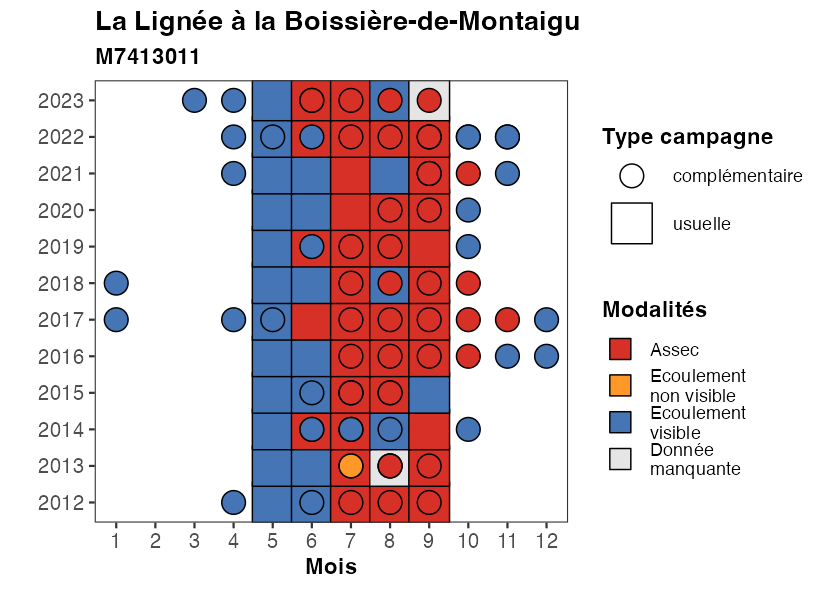 La Lignée à la Boissière-de-Montaigu
M7413011
2023
2022
2021
2020
2019
2018
2017
2016
2015
2014
2013
2012
1 2 3 4 5 6 7 8 9 10 11 12
Mois
Type campagne
complémentaire
usuelle
Modalités
Assec
Ecoulement
non visible
Ecoulement
visible
Donnée
manquante